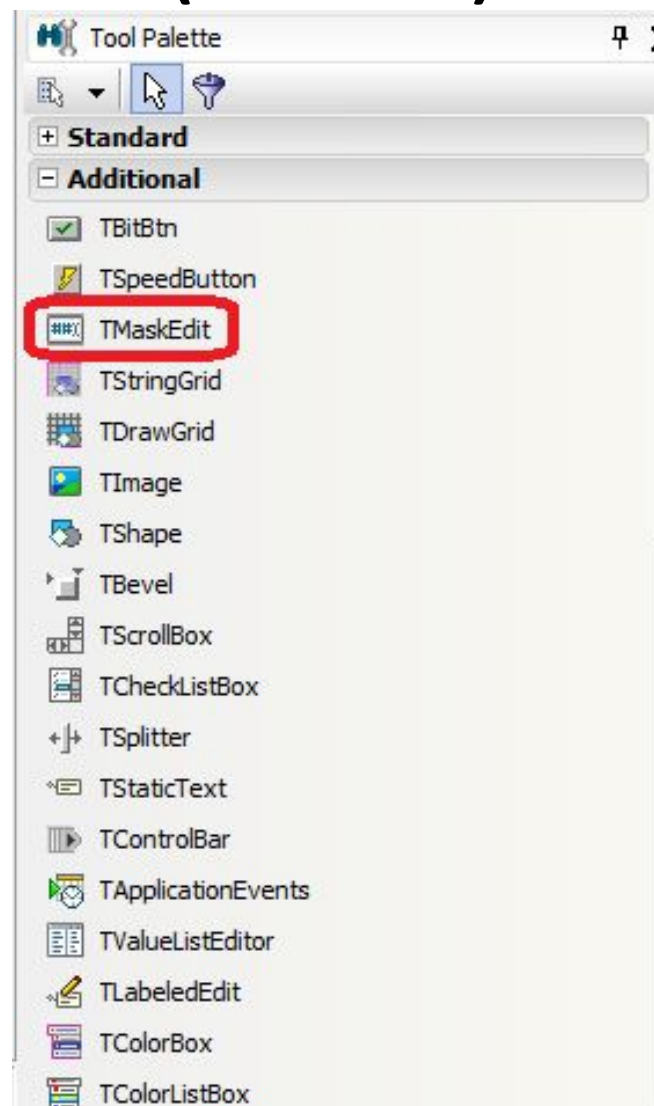 Tool Palette
Standard
Additional
TBitBtn
TSpeedButton
TMaskEdit
TStringGrid
TDrawGrid
TImage
TShape
TBevel
TScrollBox
TCheckListBox
TSplitter
TStaticText
TControlBar
TApplicationEvents
TValueListEditor
TLabeledEdit
TColorBox
TColorListBox